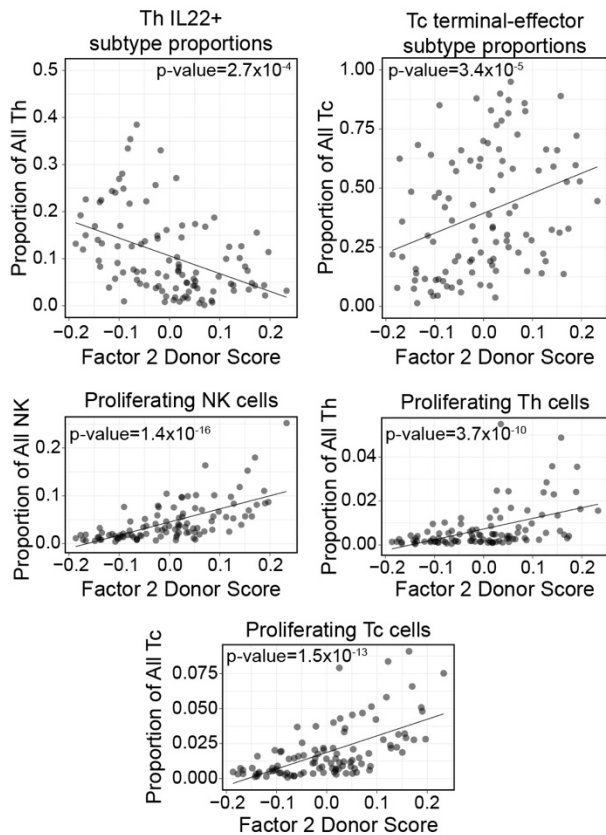 Th IL22+
subtype proportions
p-value=2.7x10⁻⁴
Proportion of All Th
0.5
0.4
0.3
0.2
0.1
0.0
−0.2 −0.1 0.0 0.1 0.2
Factor 2 Donor Score
Tc terminal-effector
subtype proportions
p-value=3.4x10⁻⁵
Proportion of All Tc
1.00
0.75
0.50
0.25
0.00
−0.2 −0.1 0.0 0.1 0.2
Factor 2 Donor Score
Proliferating NK cells
p-value=1.4x10⁻¹⁶
Proportion of All NK
0.2
0.1
0.0
−0.2 −0.1 0.0 0.1 0.2
Factor 2 Donor Score
Proliferating Th cells
p-value=3.7x10⁻¹⁰
Proportion of All Th
0.04
0.02
0.00
−0.2 −0.1 0.0 0.1 0.2
Factor 2 Donor Score
Proliferating Tc cells
p-value=1.5x10⁻¹³
Proportion of All Tc
0.075
0.050
0.025
0.000
−0.2 −0.1 0.0 0.1 0.2
Factor 2 Donor Score